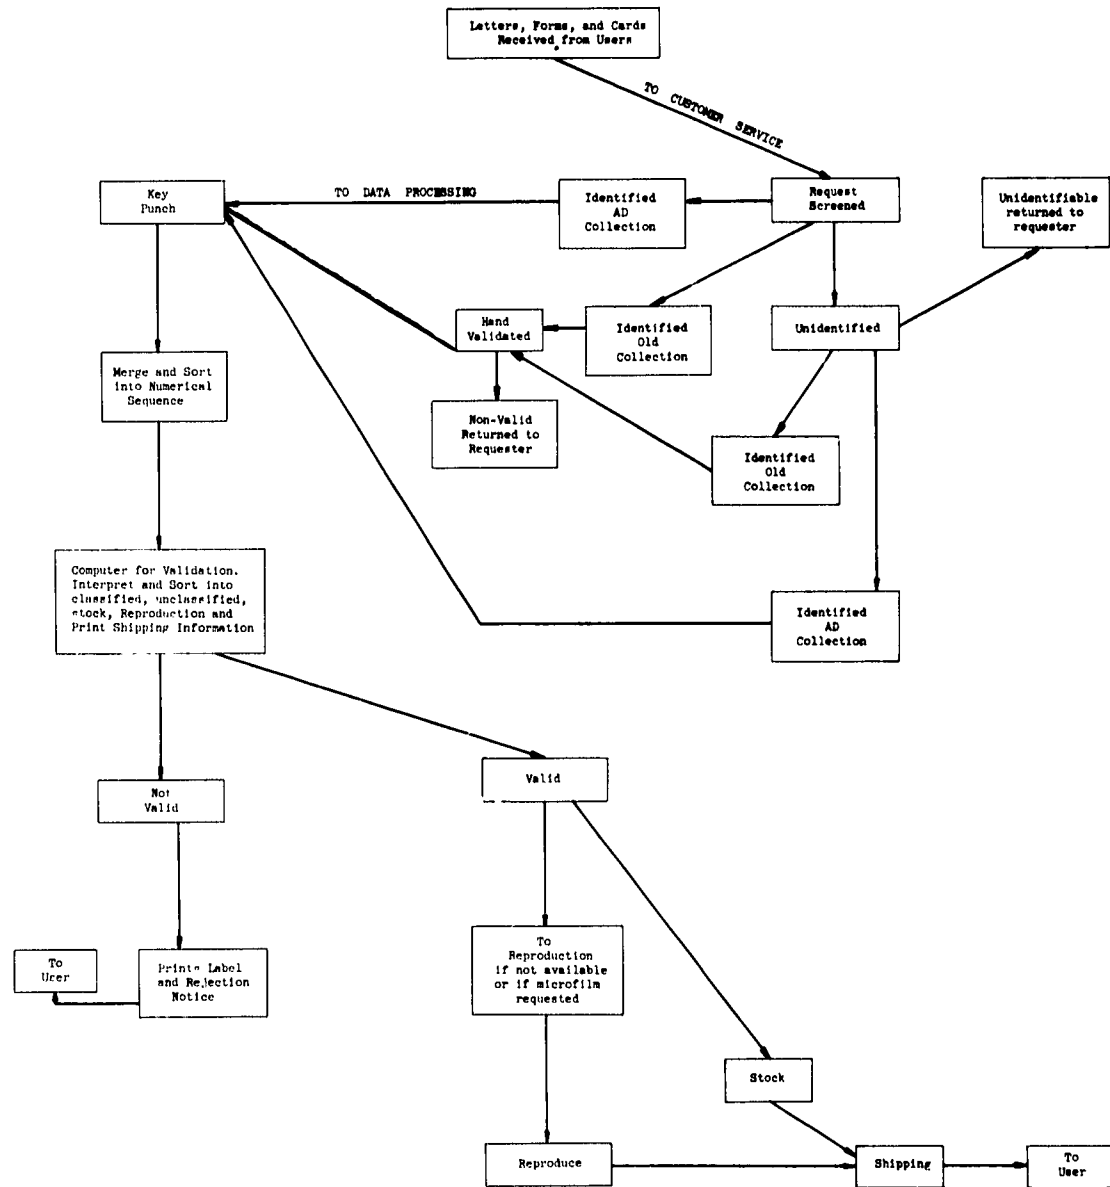 Letters, Forms, and Cards
Received from Users
TO CUSTOMER SERVICE
Key
Punch
TO DATA PROCESSING
Identified
AD
Collection
Request
Screened
Unidentifiable
returned to
requester
Hand
Validated
Identified
Old
Collection
Unidentified
Merge and Sort
into Numerical
Sequence
Non-Valid
Returned to
Requester
Identified
Old
Collection
Computer for Validation.
Interpret and Sort into
classified, unclassified,
stock, Reproduction and
Print Shipping Information
Identified
AD
Collection
Not
Valid
Valid
To
User
Prints Label
and Rejection
Notice
To
Reproduction
if not available
or if microfilm
requested
Stock
Reproduce
Shipping
To
User